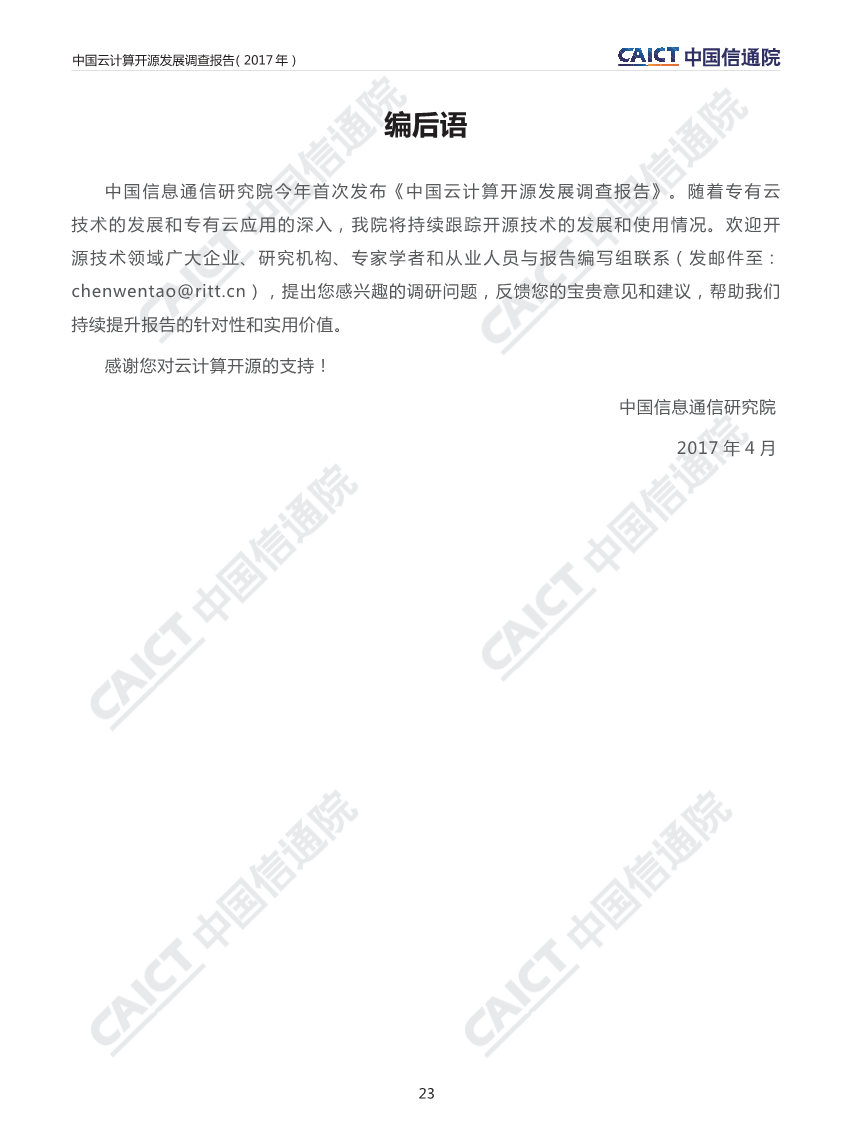 中国云计算开源发展调查报告( 2017 年 )
CAICT 中国信通院
编后语
中国信息通信研究院今年首次发布《中国云计算开源发展调查报告》。随着专有云
技术的发展和专有云应用的深入，我院将持续跟踪开源技术的发展和使用情况。欢迎开
源技术领域广大企业、研究机构、专家学者和从业人员与报告编写组联系（发邮件至：
chenwentao@ritt.cn），提出您感兴趣的调研问题，反馈您的宝贵意见和建议，帮助我们
持续提升报告的针对性和实用价值。
感谢您对云计算开源的支持！
中国信息通信研究院
2017 年 4 月
CAICT 中国信通院
CAICT 中国信通院
CAICT 中国信通院
CAICT 中国信通院
CAICT 中国信通院
CAICT 中国信通院
23